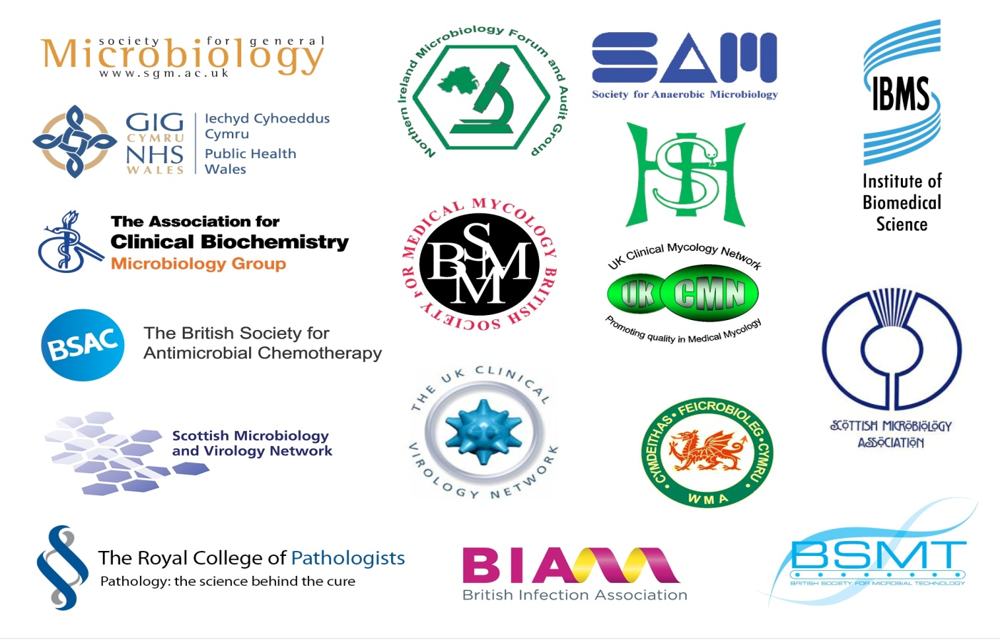 society for general
Microbiology
www.sgm.ac.uk
GIG
CYMRU
NHS
WALES
Iechyd Cyhoeddus
Cymru
Public Health
Wales
The Association for
Clinical Biochemistry
Microbiology Group
BSAC
The British Society for
Antimicrobial Chemotherapy
Scottish Microbiology
and Virology Network
The Royal College of Pathologists
Pathology: the science behind the cure
Northern Ireland Microbiology Forum and Audit Group
BSMM
BRITISH SOCIETY FOR MEDICAL MYCOLOGY
THE UK CLINICAL
VIROLOGY NETWORK
BIA
British Infection Association
SAM
Society for Anaerobic Microbiology
HIS
UK Clinical Mycology Network
UK CMN
Promoting quality in Medical Mycology
CYMDEITHAS • FEICROBIOLEG • CYMRU
• WMA •
IBMS
Institute of
Biomedical
Science
SCOTTISH MICROBIOLOGY
ASSOCIATION
BSMT
BRITISH SOCIETY FOR MICROBIAL TECHNOLOGY